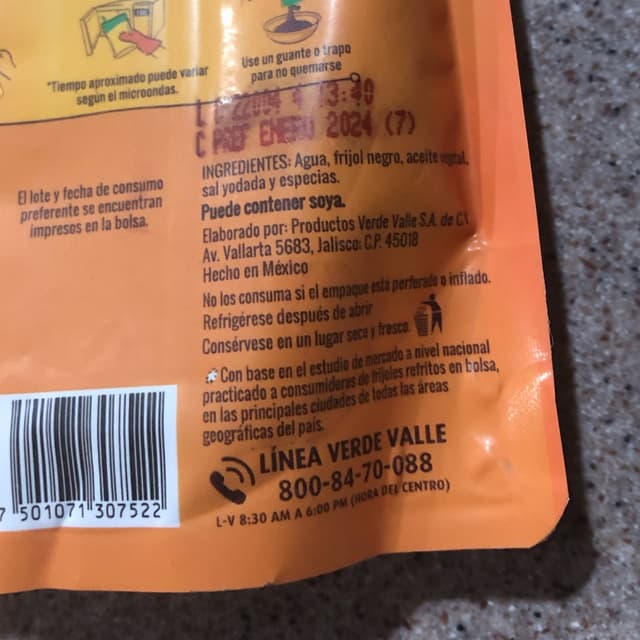 *Tiempo aproximado puede variar
según el microondas.
Use un guante o trapo
para no quemarse
3:40
C PREF ENERO 2024 (7)
El lote y fecha de consumo
preferente se encuentran
impresos en la bolsa.
INGREDIENTES: Agua, frijol negro, aceite vegetal,
sal yodada y especias.
Puede contener soya.
Elaborado por: Productos Verde Valle S.A. de C.V.
Av. Vallarta 5683, Jalisco; C.P. 45018
Hecho en México
No los consuma si el empaque está perforado o inflado.
Refrigérese después de abrir
Consérvese en un lugar seco y fresco.
* Con base en el estudio de mercado a nivel nacional
practicado a consumidores de frijoles refritos en bolsa,
en las principales ciudades de todas las áreas
geográficas del país.
LÍNEA VERDE VALLE
800-84-70-088
L-V 8:30 AM A 6:00 PM (HORA DEL CENTRO)
7 501071 307522